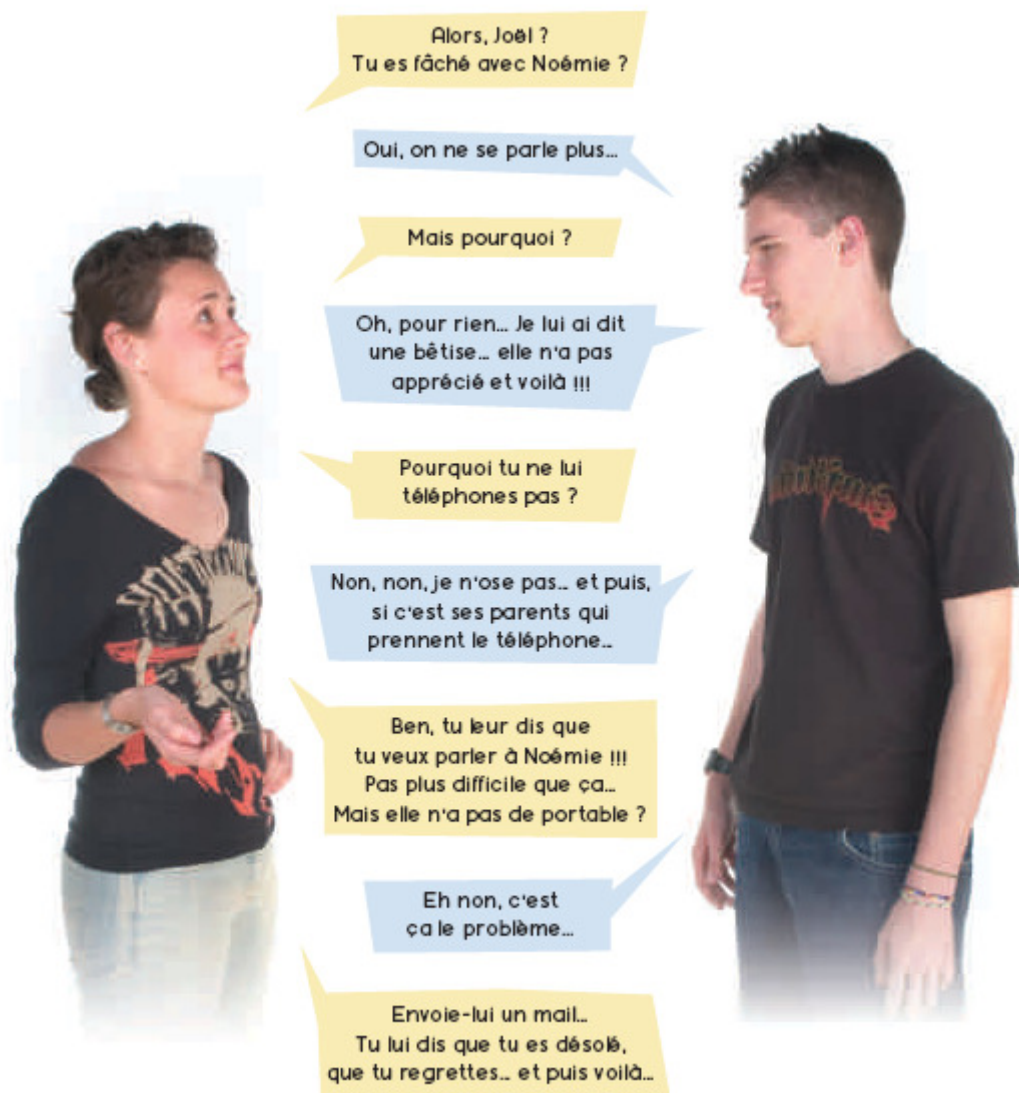 Alors, Joël ?
Tu es fâché avec Noémie ?
Oui, on ne se parle plus...
Mais pourquoi ?
Oh, pour rien... Je lui ai dit
une bêtise... elle n'a pas
apprécié et voilà !!!
Pourquoi tu ne lui
téléphones pas ?
Non, non, je n'ose pas... et puis,
si c'est ses parents qui
prennent le téléphone...
Ben, tu leur dis que
tu veux parler à Noémie !!!
Pas plus difficile que ça...
Mais elle n'a pas de portable ?
Eh non, c'est
ça le problème...
Envoie-lui un mail...
Tu lui dis que tu es désolé,
que tu regrettes... et puis voilà...